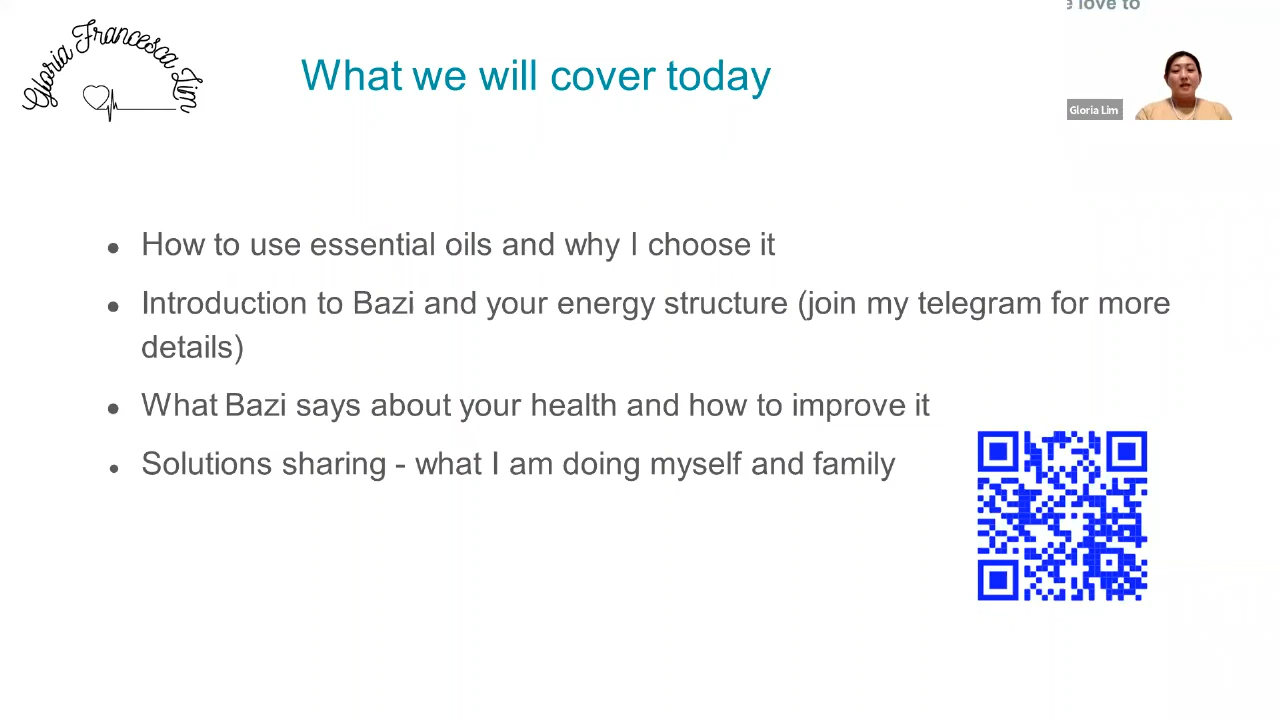 e love to
Gloria Francesca Lim
What we will cover today
Gloria Lim
● How to use essential oils and why I choose it
● Introduction to Bazi and your energy structure (join my telegram for more
details)
● What Bazi says about your health and how to improve it
● Solutions sharing - what I am doing myself and family